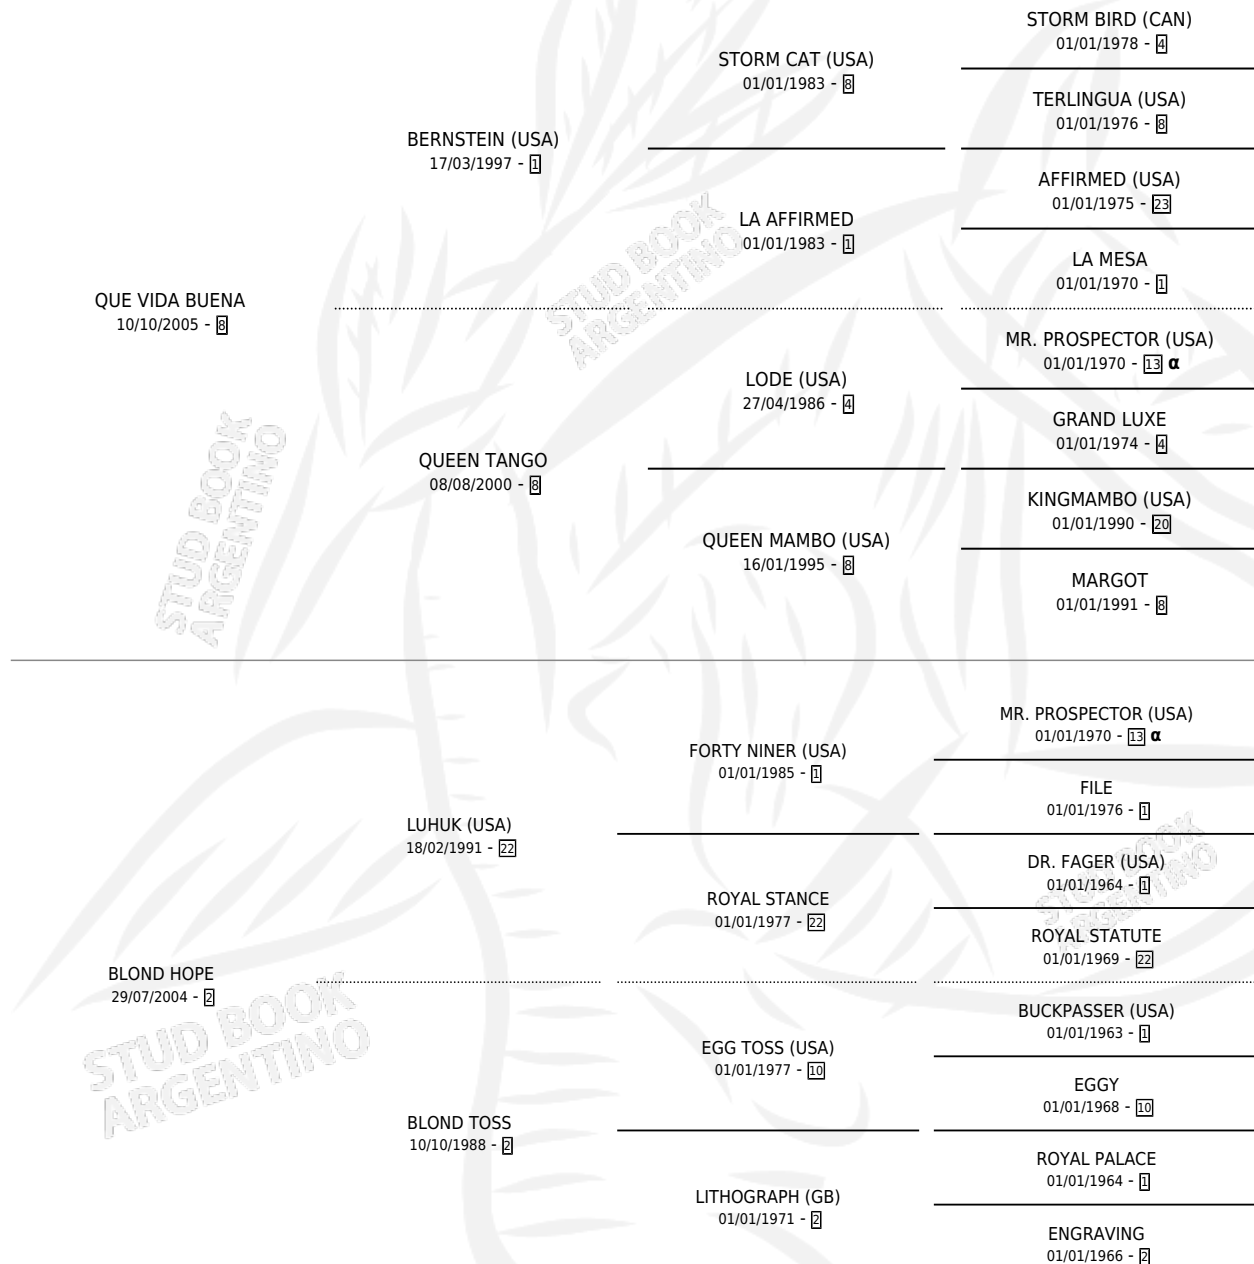 STORM BIRD (CAN)
01/01/1978 - 4
STORM CAT (USA)
01/01/1983 - 8
TERLINGUA (USA)
01/01/1976 - 8
BERNSTEIN (USA)
17/03/1997 - 1
AFFIRMED (USA)
01/01/1975 - 23
LA AFFIRMED
01/01/1983 - 1
LA MESA
01/01/1970 - 1
QUE VIDA BUENA
10/10/2005 - 8
STUD BOOK
ARGENTINO
MR. PROSPECTOR (USA)
01/01/1970 - 13 α
LODE (USA)
27/04/1986 - 4
GRAND LUXE
01/01/1974 - 4
QUEEN TANGO
08/08/2000 - 8
KINGMAMBO (USA)
01/01/1990 - 20
QUEEN MAMBO (USA)
16/01/1995 - 8
MARGOT
01/01/1991 - 8
STUD BOOK
ARGENTINO
MR. PROSPECTOR (USA)
01/01/1970 - 13 α
FORTY NINER (USA)
01/01/1985 - 1
FILE
01/01/1976 - 1
LUHUK (USA)
18/02/1991 - 22
DR. FAGER (USA)
01/01/1964 - 1
ROYAL STANCE
01/01/1977 - 22
ROYAL STATUTE
01/01/1969 - 22
STUD BOOK
ARGENTINO
BLOND HOPE
29/07/2004 - 2
BUCKPASSER (USA)
01/01/1963 - 1
EGG TOSS (USA)
01/01/1977 - 10
EGGY
01/01/1968 - 10
STUD BOOK
ARGENTINO
BLOND TOSS
10/10/1988 - 2
ROYAL PALACE
01/01/1964 - 1
LITHOGRAPH (GB)
01/01/1971 - 2
ENGRAVING
01/01/1966 - 2